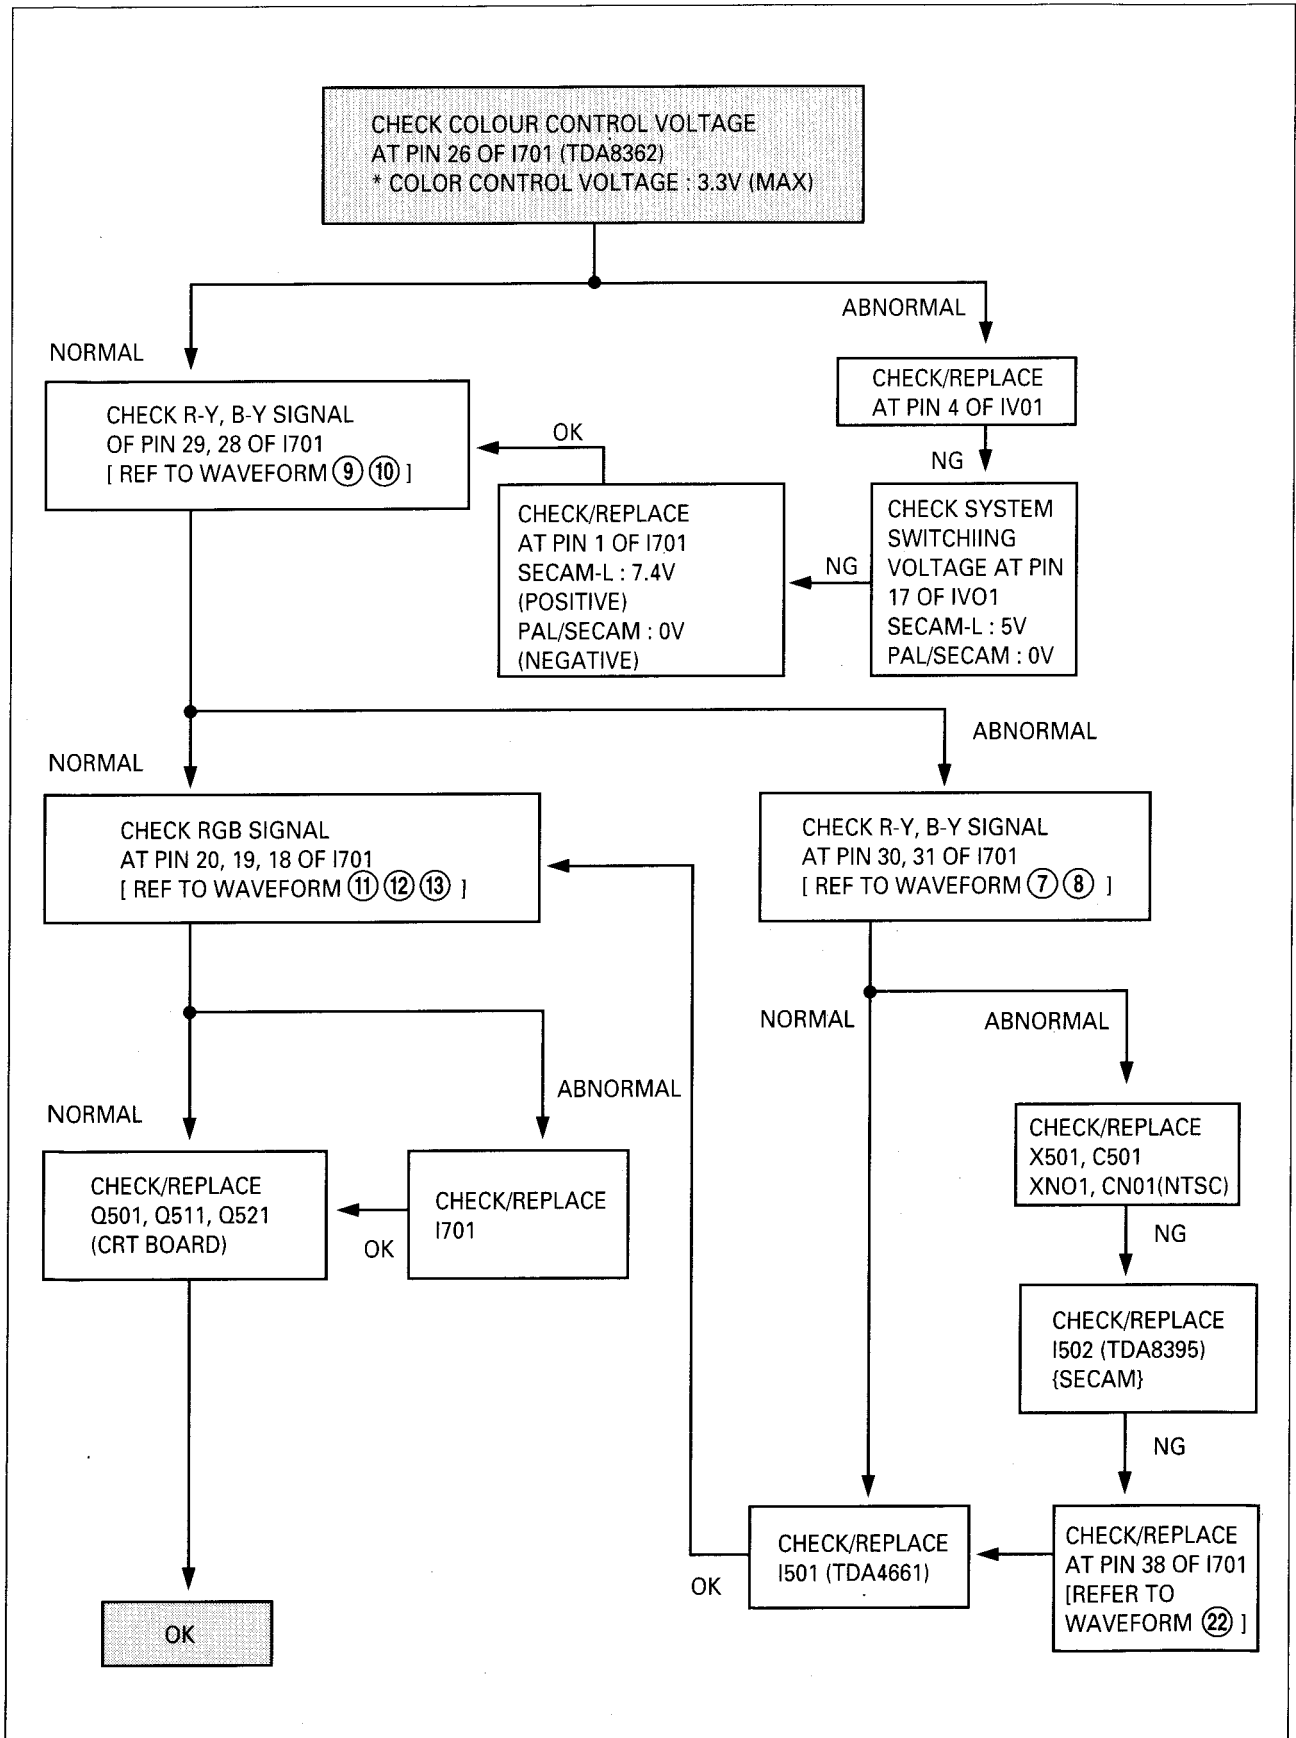 CHECK COLOUR CONTROL VOLTAGE
AT PIN 26 OF I701 (TDA8362)
* COLOR CONTROL VOLTAGE : 3.3V (MAX)
ABNORMAL
NORMAL
CHECK/REPLACE
AT PIN 4 OF IV01
CHECK R-Y, B-Y SIGNAL
OF PIN 29, 28 OF I701
[ REF TO WAVEFORM ⑨ ⑩ ]
OK
NG
CHECK/REPLACE
AT PIN 1 OF I701
SECAM-L : 7.4V
(POSITIVE)
PAL/SECAM : 0V
(NEGATIVE)
NG
CHECK SYSTEM
SWITCHIING
VOLTAGE AT PIN
17 OF IVO1
SECAM-L : 5V
PAL/SECAM : 0V
ABNORMAL
NORMAL
CHECK RGB SIGNAL
AT PIN 20, 19, 18 OF I701
[ REF TO WAVEFORM ⑪ ⑫ ⑬ ]
CHECK R-Y, B-Y SIGNAL
AT PIN 30, 31 OF I701
[ REF TO WAVEFORM ⑦ ⑧ ]
NORMAL
ABNORMAL
ABNORMAL
NORMAL
CHECK/REPLACE
X501, C501
XNO1, CN01(NTSC)
CHECK/REPLACE
Q501, Q511, Q521
(CRT BOARD)
OK
CHECK/REPLACE
I701
NG
CHECK/REPLACE
I502 (TDA8395)
{SECAM}
NG
CHECK/REPLACE
I501 (TDA4661)
OK
CHECK/REPLACE
AT PIN 38 OF I701
[REFER TO
WAVEFORM ㉒ ]
OK